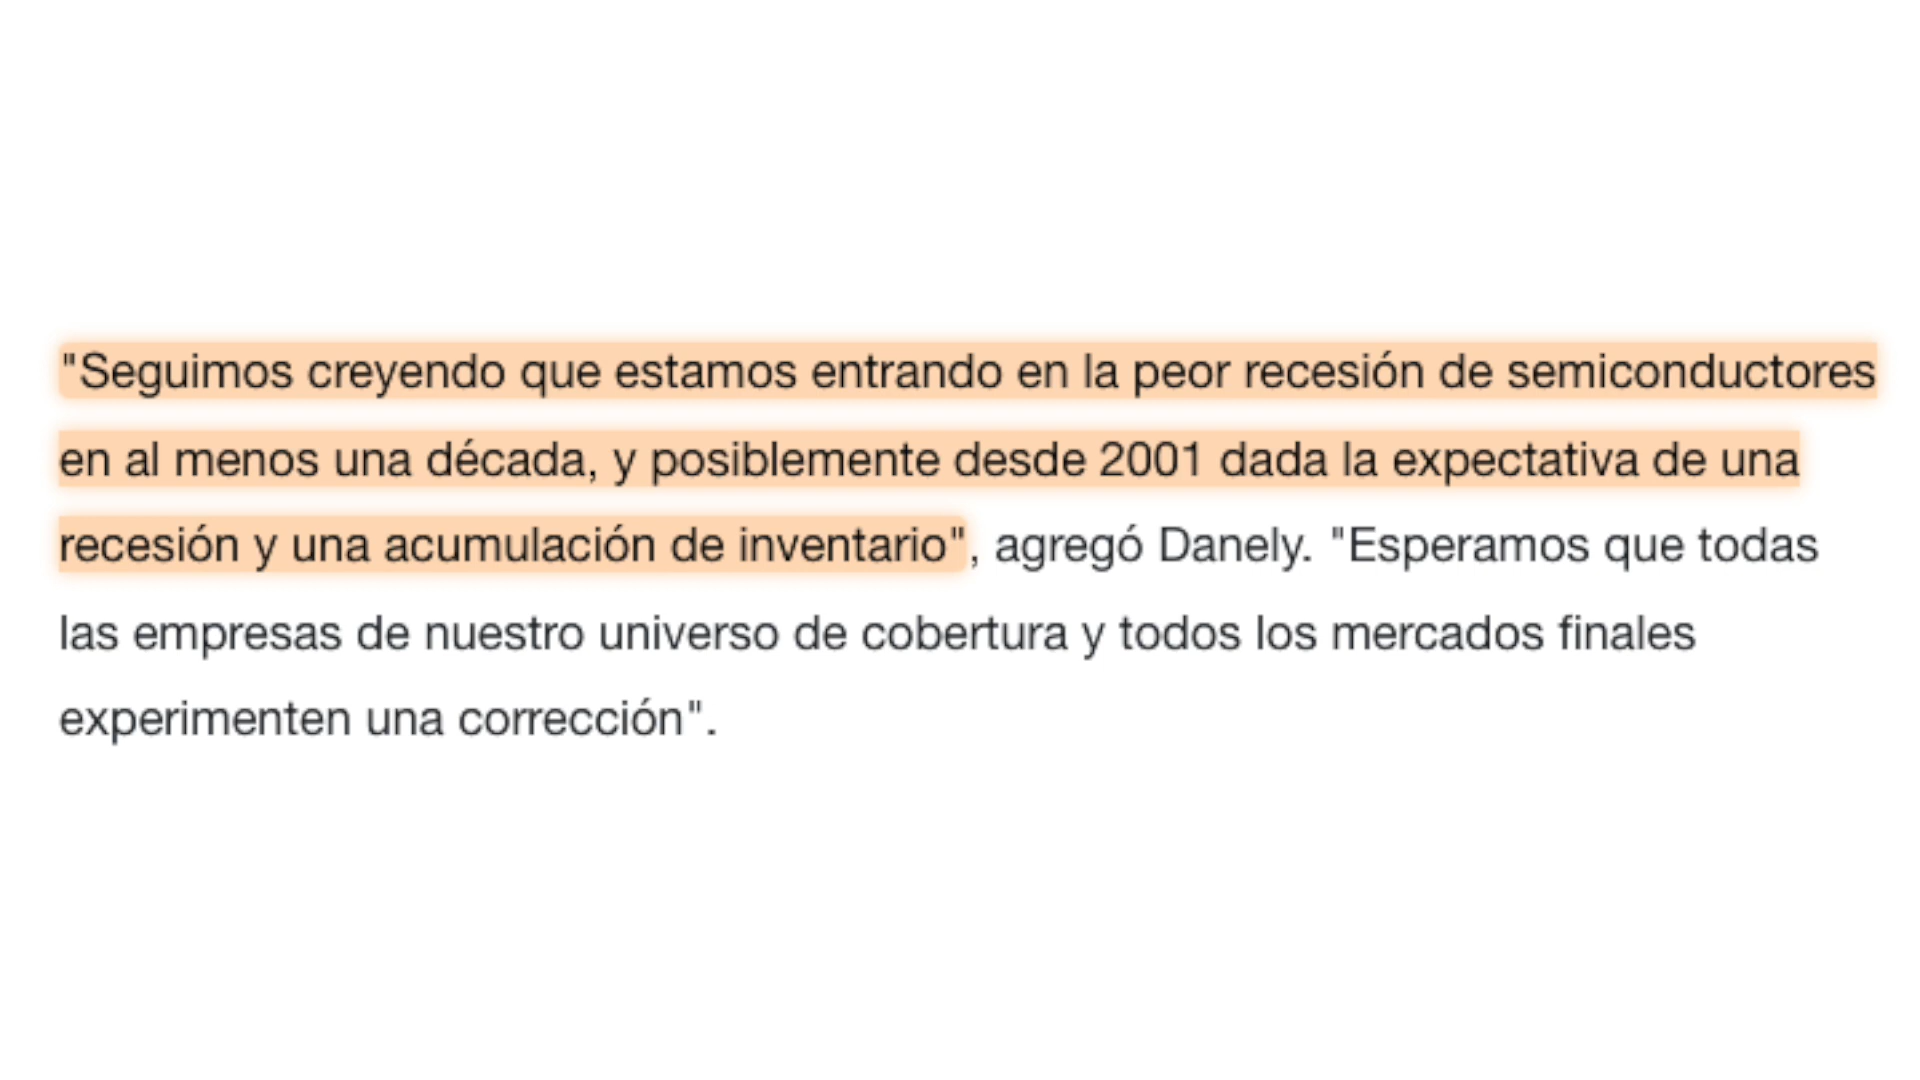 "Seguimos creyendo que estamos entrando en la peor recesión de semiconductores
en al menos una década, y posiblemente desde 2001 dada la expectativa de una
recesión y una acumulación de inventario", agregó Danely. "Esperamos que todas
las empresas de nuestro universo de cobertura y todos los mercados finales
experimenten una corrección".